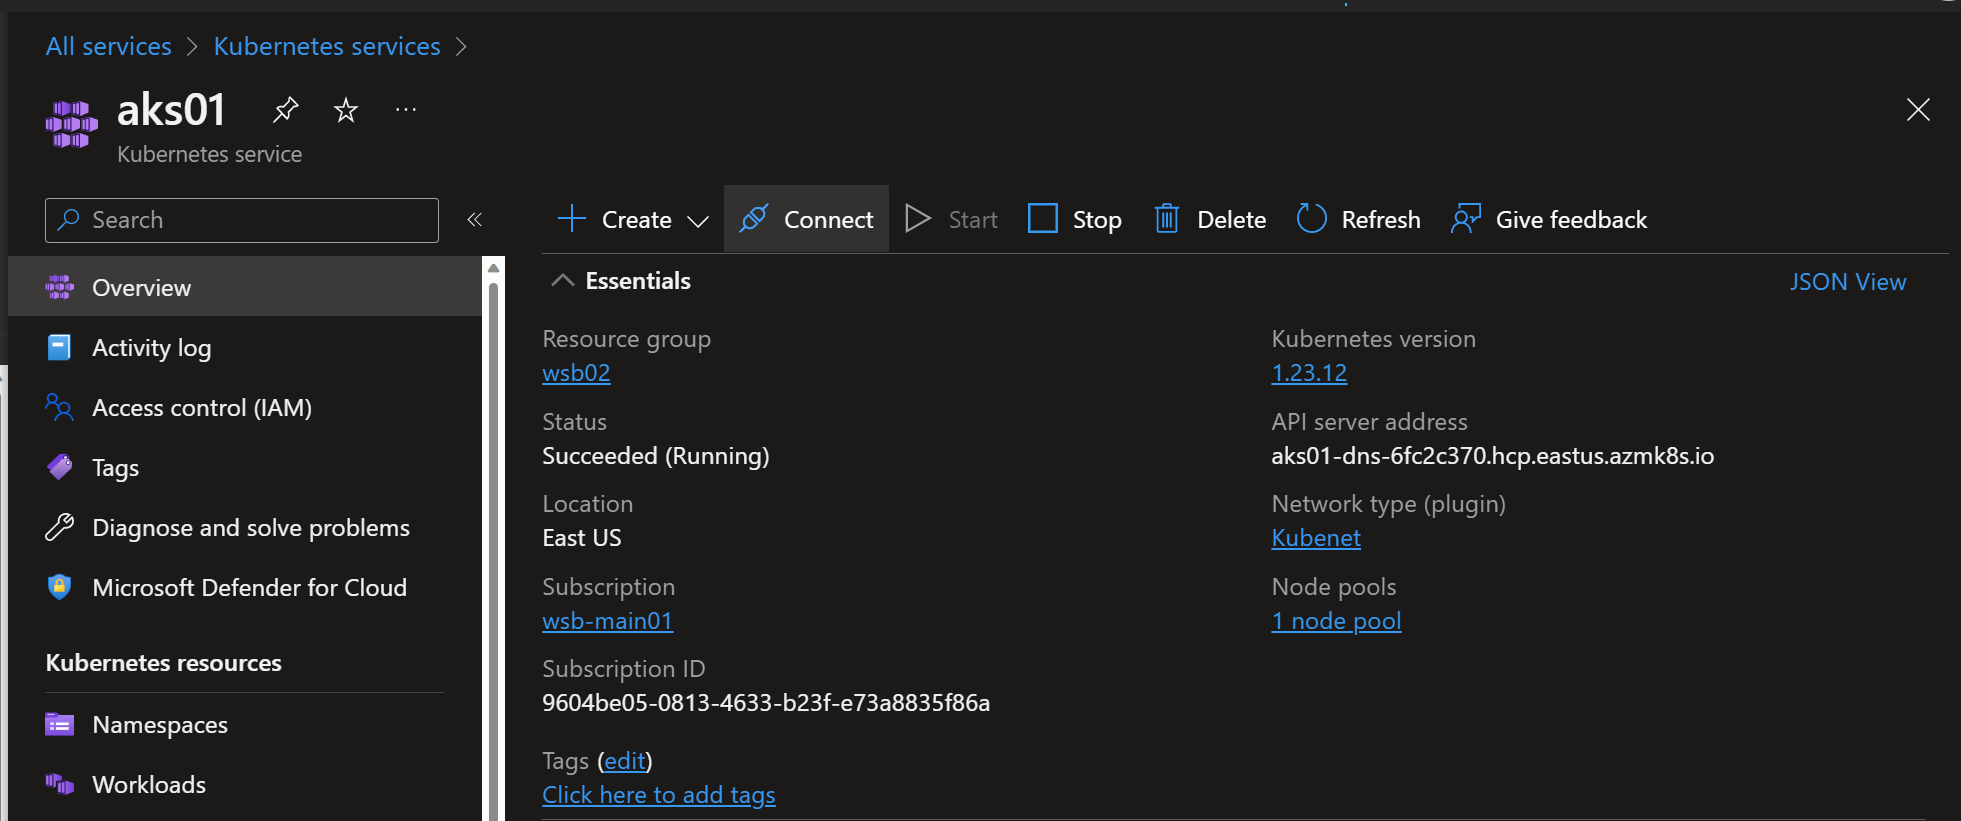 All services > Kubernetes services >
aks01 ...
Kubernetes service
Search «
Create Connect Start Stop Delete Refresh Give feedback
Overview
Activity log
Access control (IAM)
Tags
Diagnose and solve problems
Microsoft Defender for Cloud
Kubernetes resources
Namespaces
Workloads
Essentials
JSON View
Resource group
wsb02
Status
Succeeded (Running)
Location
East US
Subscription
wsb-main01
Subscription ID
9604be05-0813-4633-b23f-e73a8835f86a
Tags (edit)
Click here to add tags
Kubernetes version
1.23.12
API server address
aks01-dns-6fc2c370.hcp.eastus.azmk8s.io
Network type (plugin)
Kubenet
Node pools
1 node pool